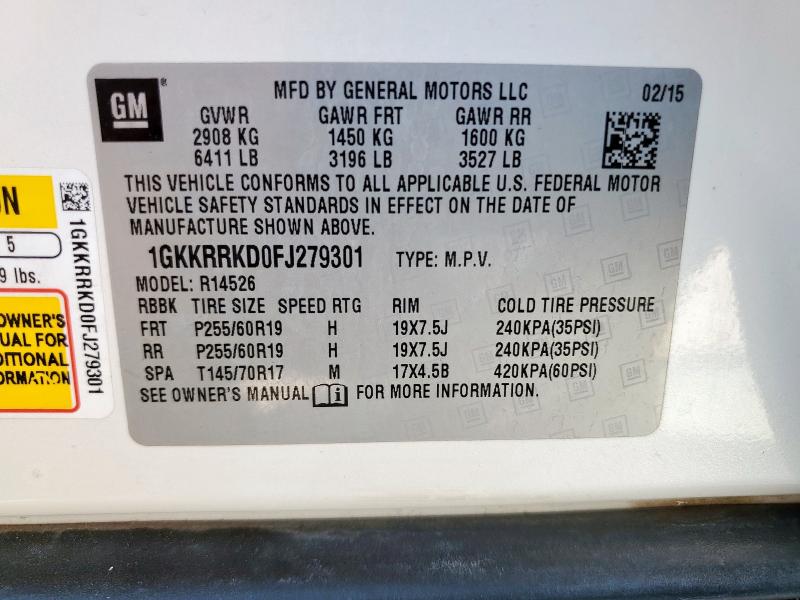 GM
®
MFD BY GENERAL MOTORS LLC
02/15
GVWR GAWR FRT GAWR RR
2908 KG 1450 KG 1600 KG
6411 LB 3196 LB 3527 LB
THIS VEHICLE CONFORMS TO ALL APPLICABLE U.S. FEDERAL MOTOR
VEHICLE SAFETY STANDARDS IN EFFECT ON THE DATE OF
MANUFACTURE SHOWN ABOVE.
1GKKRRKD0FJ279301 TYPE: M.P.V.
MODEL: R14526
RBBK TIRE SIZE SPEED RTG RIM COLD TIRE PRESSURE
FRT P255/60R19 H 19X7.5J 240KPA(35PSI)
RR P255/60R19 H 19X7.5J 240KPA(35PSI)
SPA T145/70R17 M 17X4.5B 420KPA(60PSI)
SEE OWNER'S MANUAL i FOR MORE INFORMATION.
5
9 lbs.
OWNER'S
FOR
1GKKRRKD0FJ279301